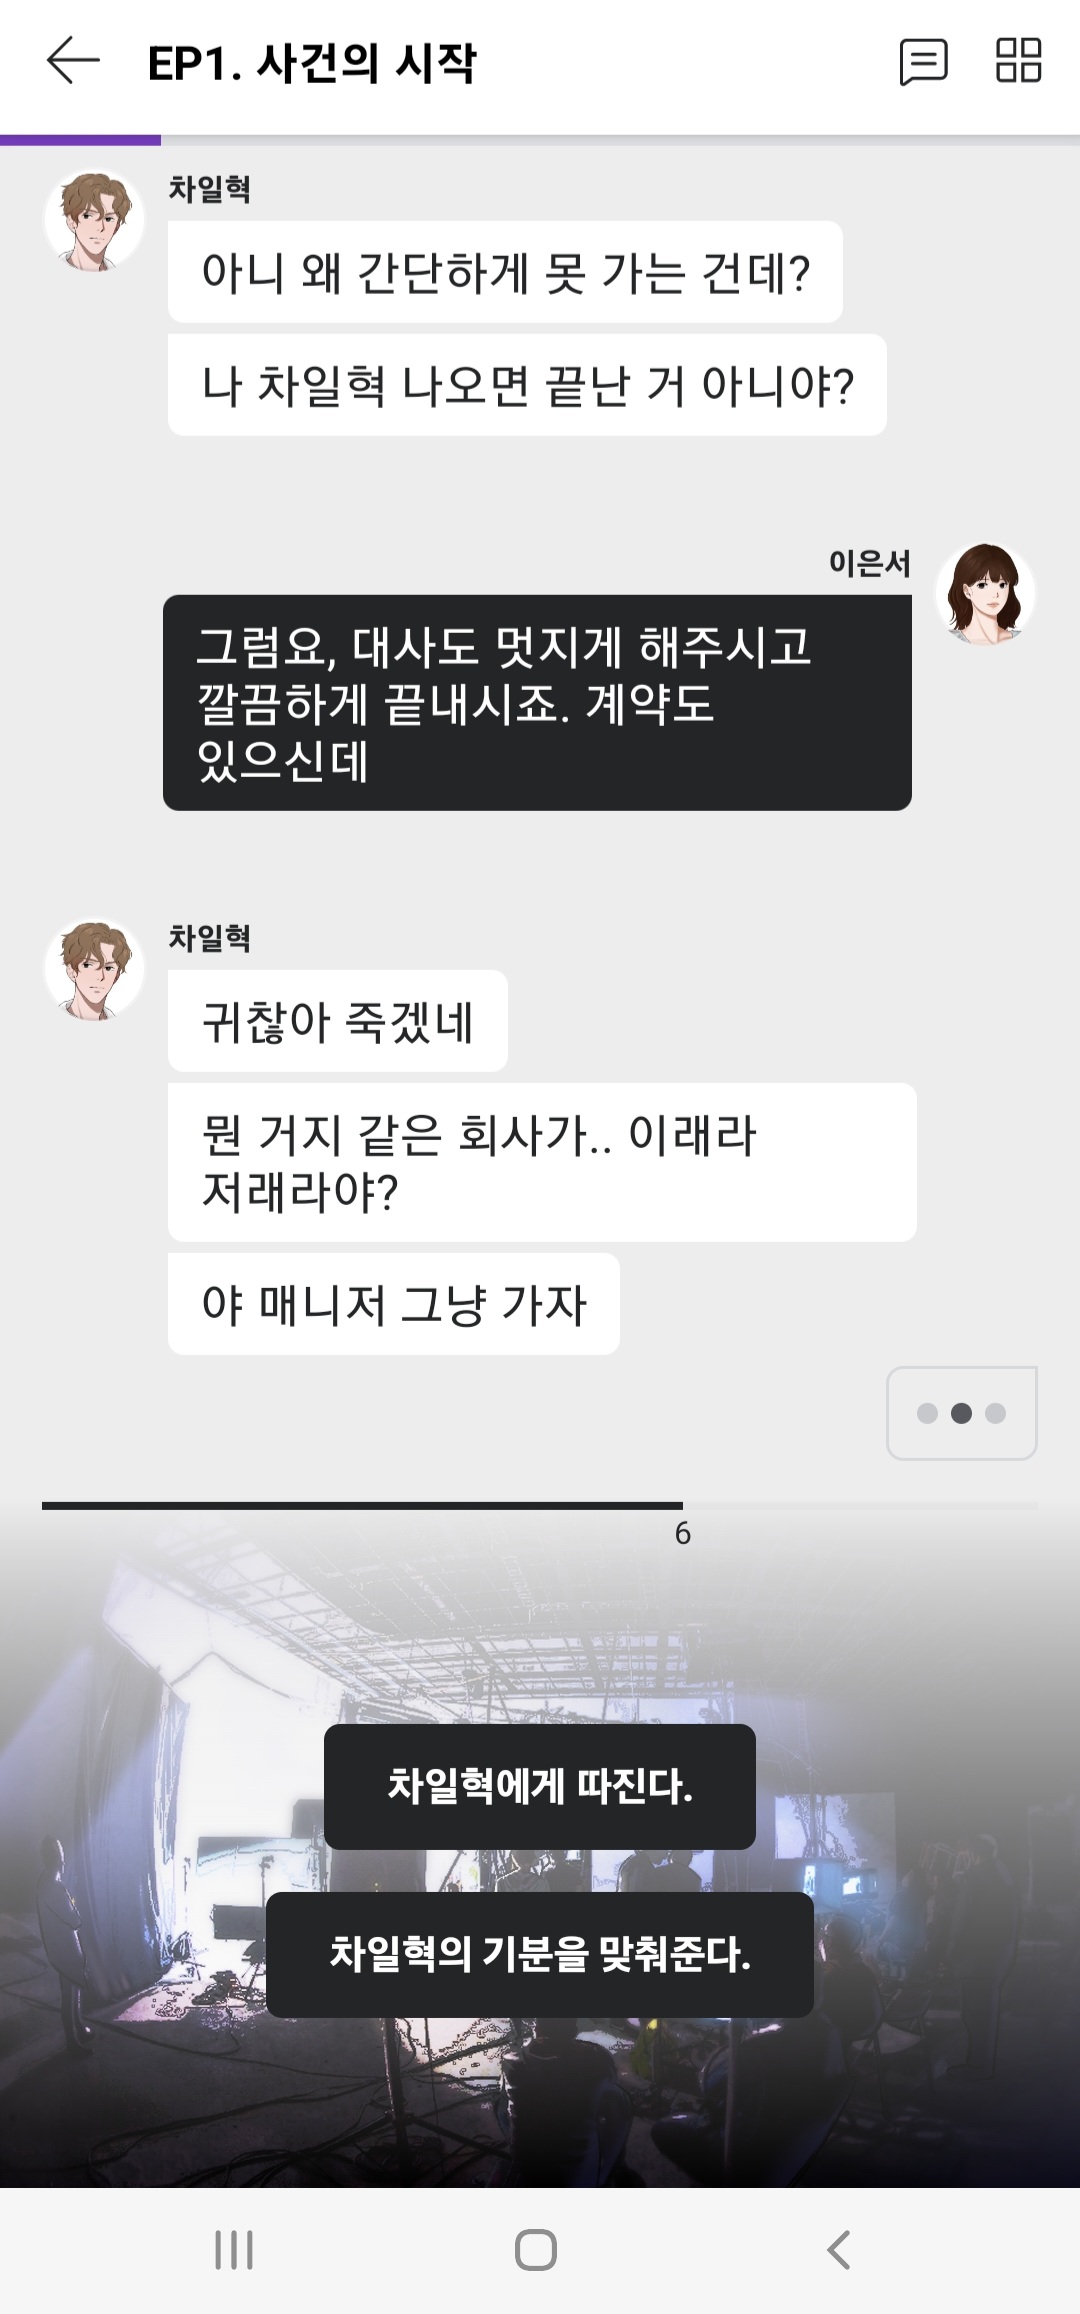 EP1. 사건의 시작
차일혁
아니 왜 간단하게 못 가는 건데?
나 차일혁 나오면 끝난 거 아니야?
이은서
그럼요, 대사도 멋지게 해주시고
깔끔하게 끝내시죠. 계약도
있으신데
차일혁
귀찮아 죽겠네
뭔 거지 같은 회사가.. 이래라
저래라야?
야 매니저 그냥 가자
6
차일혁에게 따진다.
차일혁의 기분을 맞춰준다.